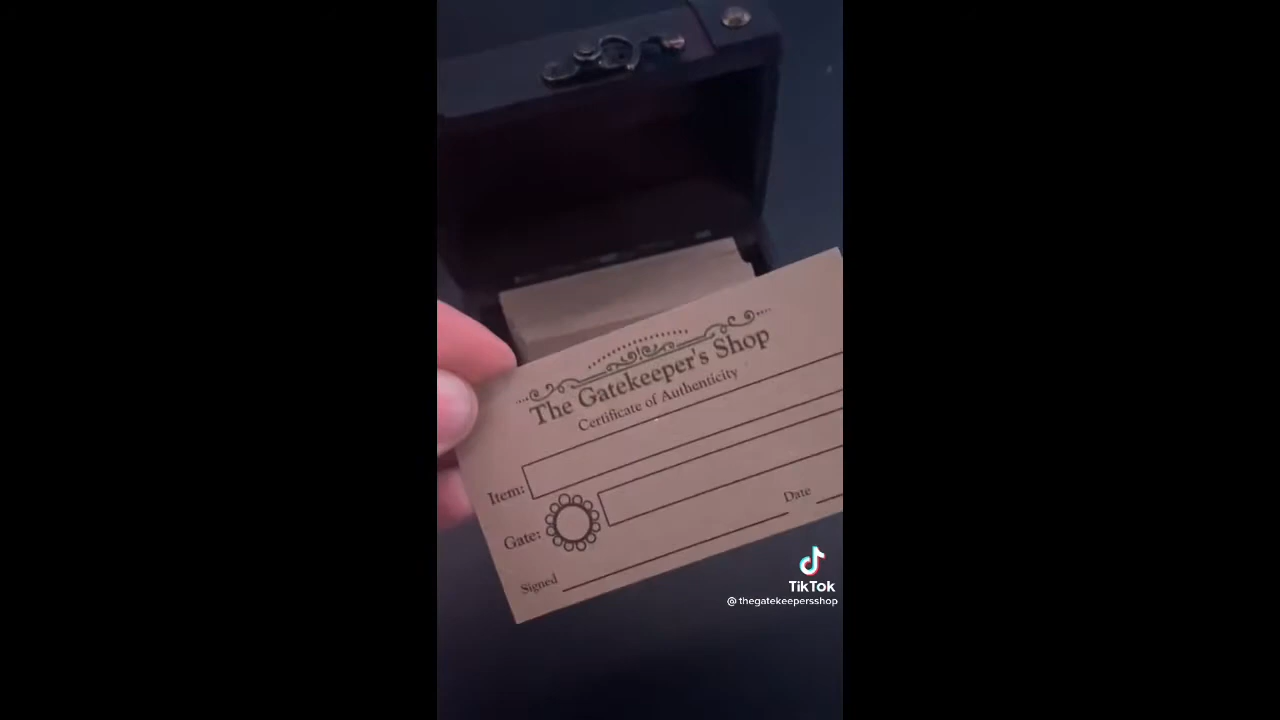 The Gatekeeper's Shop
Certificate of Authenticity
Item:
Gate:
Signed
Date
TikTok
@thegatekeepersshop